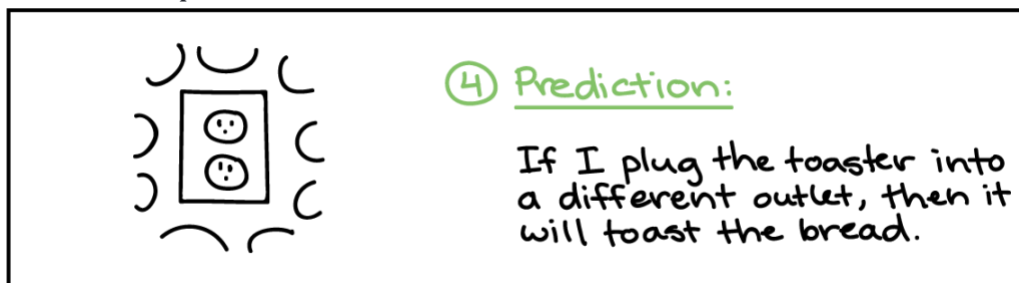 4 Prediction:
If I plug the toaster into
a different outlet, then it
will toast the bread.